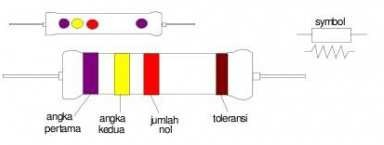 symbol
angka
pertama
angka
kedua
jumlah
nol
toleransi